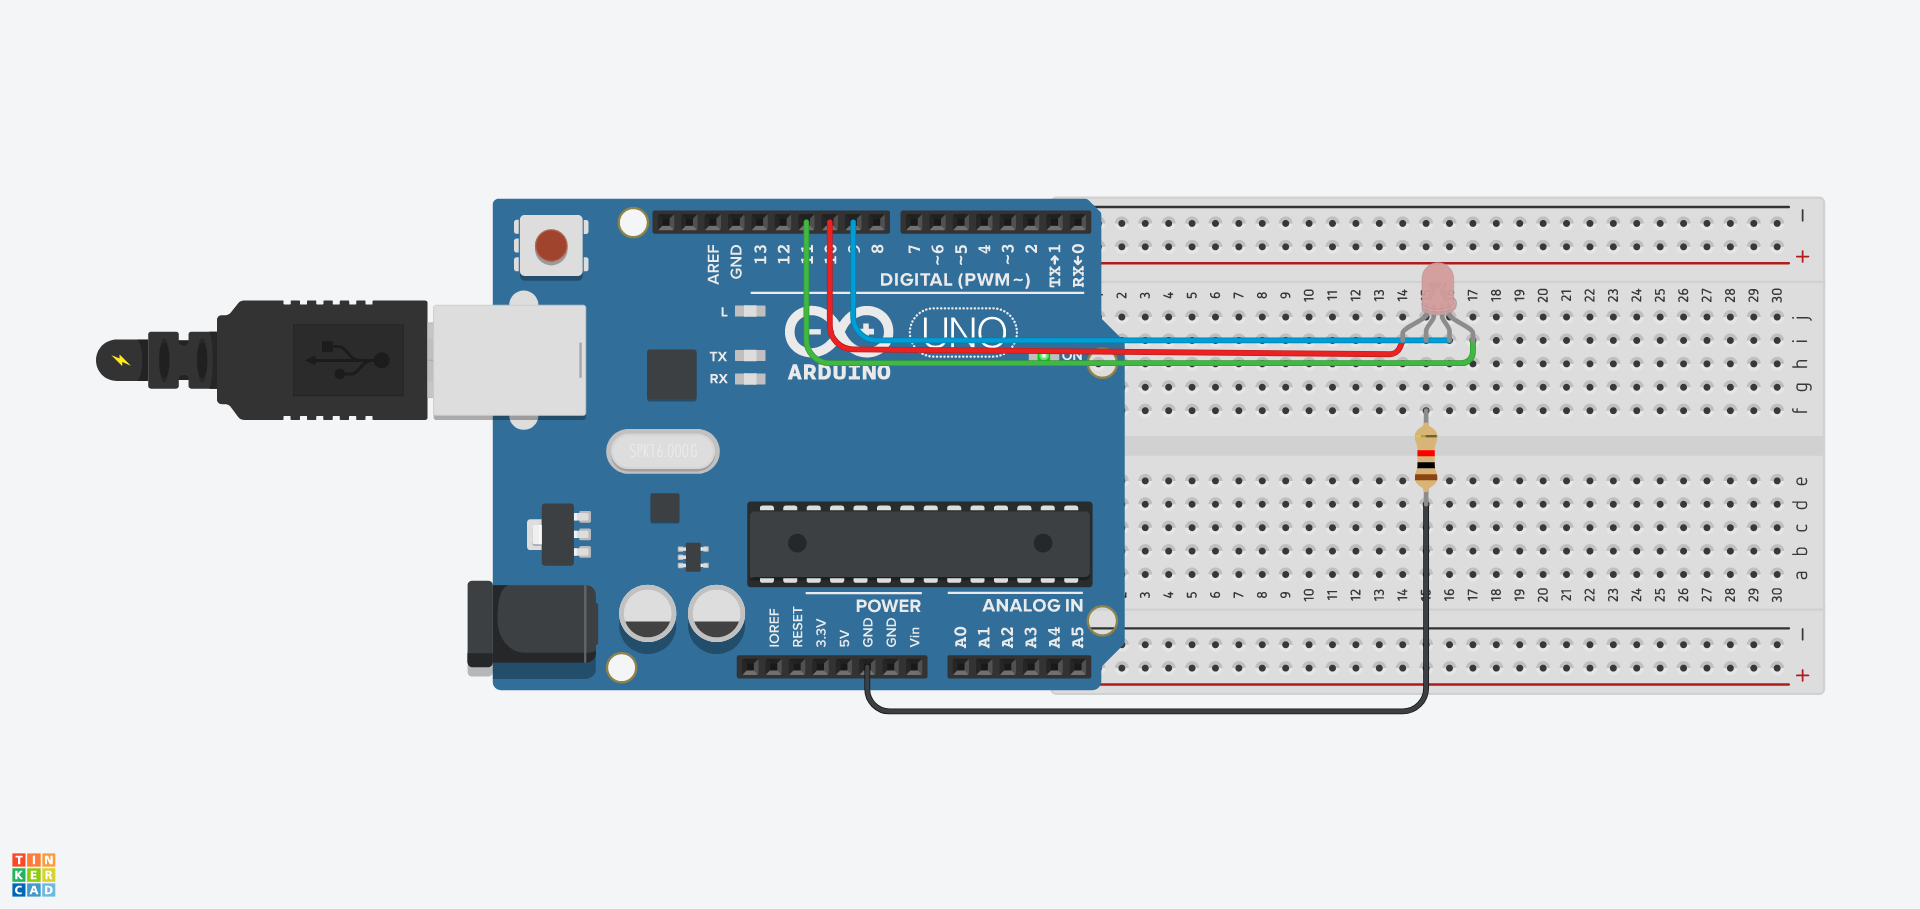 AREF
GND
13
12
11
10
9
8
7
~6
~5
4
~3
2
TX→1
RX←0
DIGITAL (PWM~)
L
TX
RX
UNO
ON
ARDUINO
SPKT6.000G
POWER
ANALOG IN
IOREF
RESET
3.3V
5V
GND
GND
Vin
A0
A1
A2
A3
A4
A5
−
+
2 3 4 5 6 7 8 9 10 11 12 13 14 15 17 18 19 20 21 22 23 24 25 26 27 28 29 30
j
i
h
g
f
e
d
c
b
a
3 4 5 6 7 8 9 10 11 12 13 14 15 16 17 18 19 20 21 22 23 24 25 26 27 28 29 30
−
+
TIN
KER
CAD